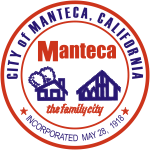 CITY OF MANTECA, CALIFORNIA
Manteca
the family city
INCORPORATED MAY 28, 1918